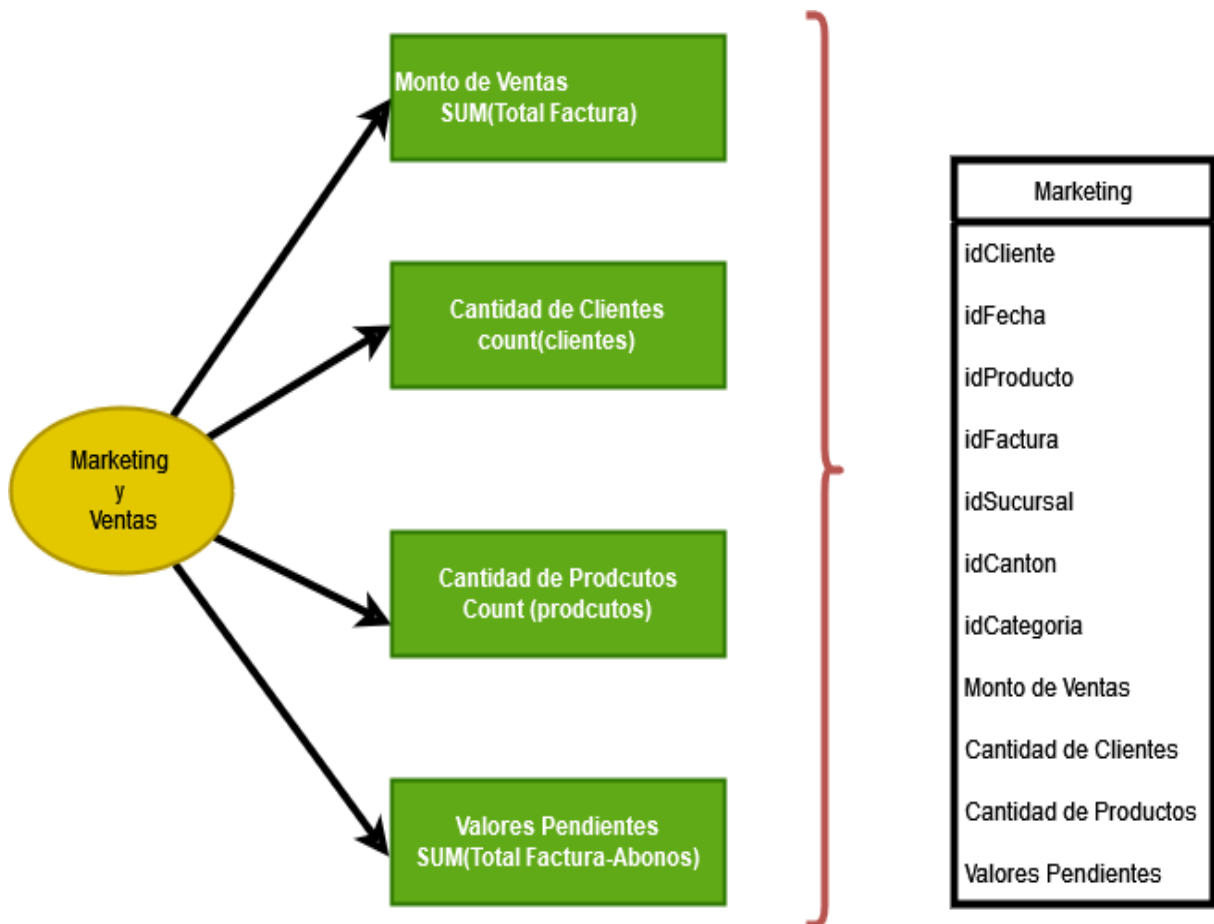 Monto de Ventas
SUM(Total Factura)
Cantidad de Clientes
count(clientes)
Marketing
y
Ventas
Cantidad de Prodcutos
Count (prodcutos)
Valores Pendientes
SUM(Total Factura-Abonos)
Marketing
idCliente
idFecha
idProducto
idFactura
idSucursal
idCanton
idCategoria
Monto de Ventas
Cantidad de Clientes
Cantidad de Productos
Valores Pendientes